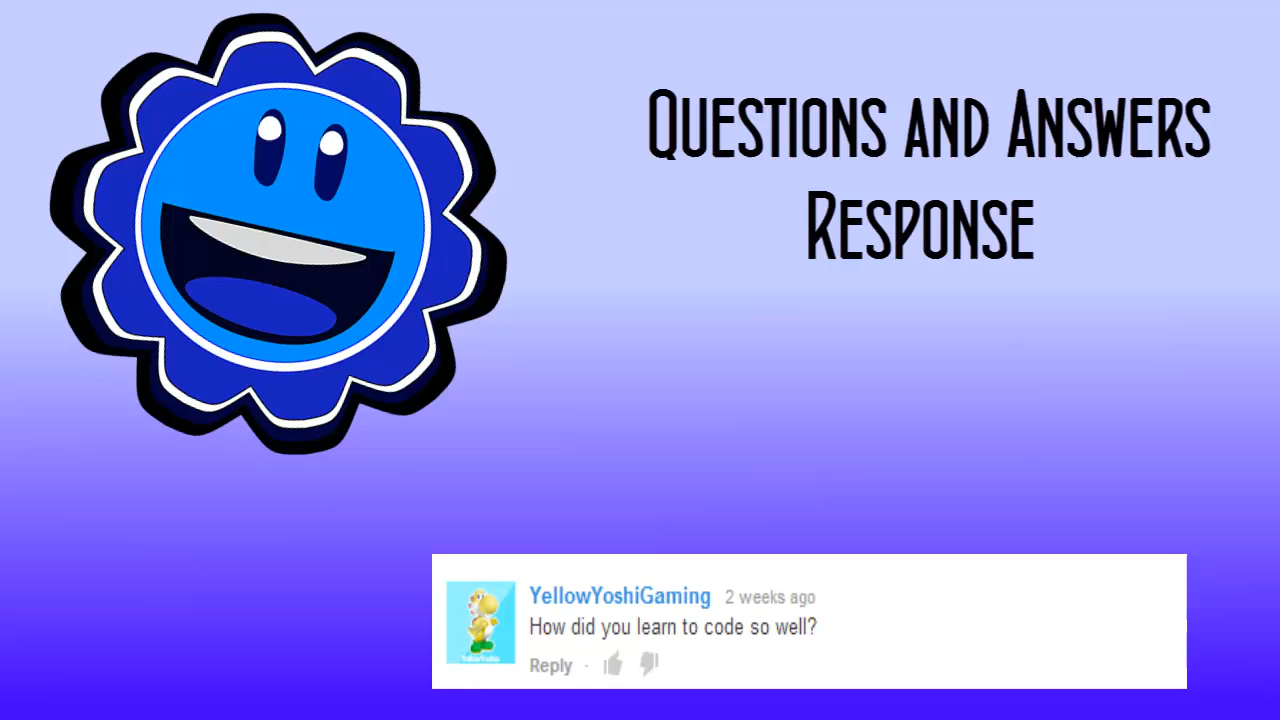 Questions and Answers
Response
YellowYoshiGaming 2 weeks ago
How did you learn to code so well?
Reply ·